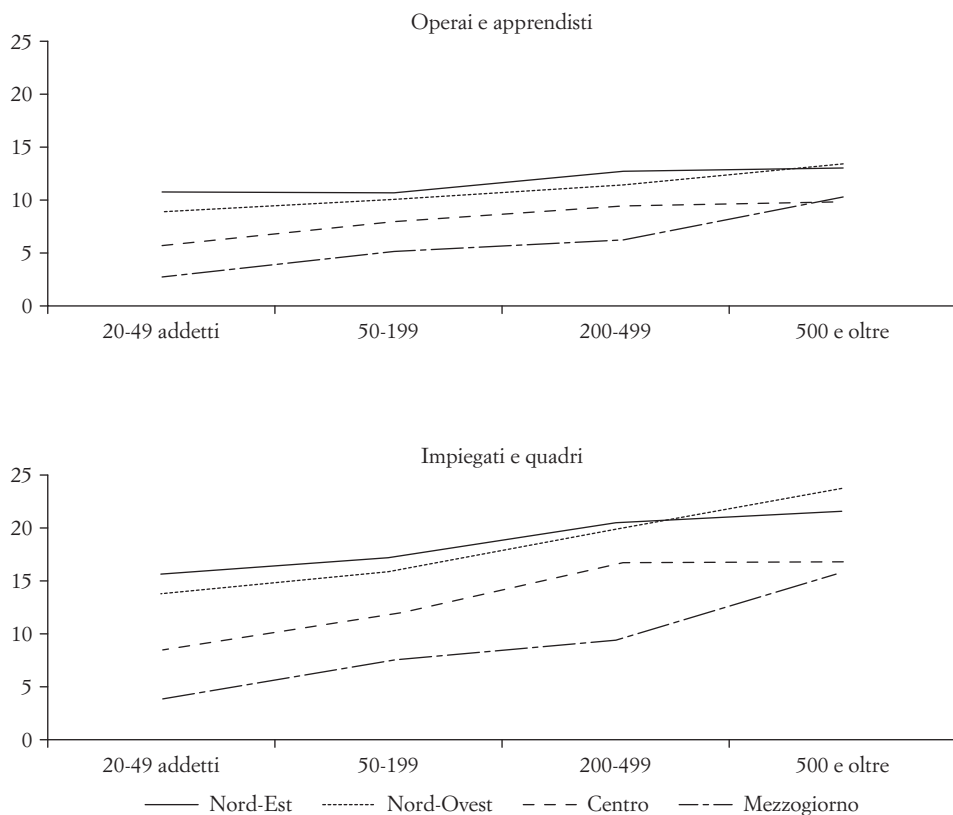 Operai e apprendisti
25
20
15
10
5
0
20-49 addetti 50-199 200-499 500 e oltre
Impiegati e quadri
25
20
15
10
5
0
20-49 addetti 50-199 200-499 500 e oltre
Nord-Est Nord-Ovest Centro Mezzogiorno